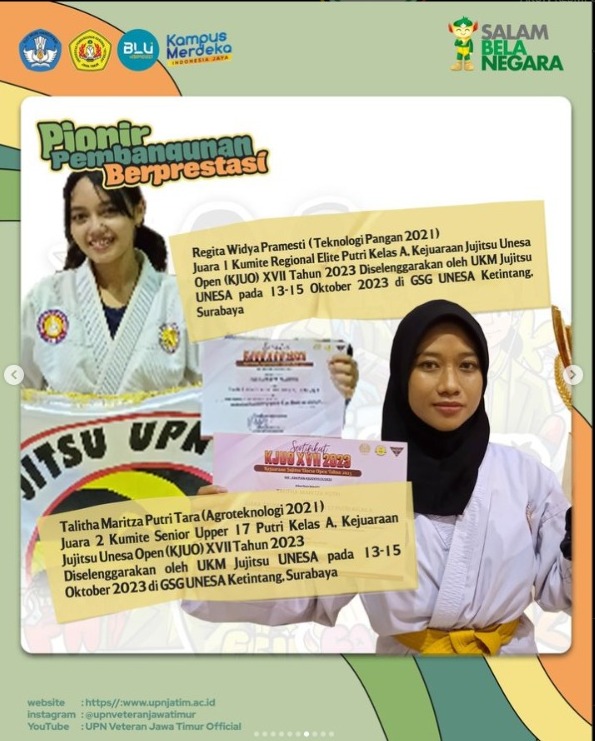 BLU
Kampus
Merdeka
INDONESIA JAYA
SALAM
BELA
NEGARA
Pionir
Pembangunan
Berprestasi
Regita Widya Pramesti (Teknologi Pangan 2021)
Juara 1 Kumite Regional Elite Putri Kelas A, Kejuaraan Jujitsu Unesa
Open (KJUO) XVII Tahun 2023 Diselenggarakan oleh UKM Jujitsu
UNESA pada 13-15 Oktober 2023 di GSG UNESA Ketintang,
Surabaya
JITSU UPN
Sertifikat
KJUO XVII 2023
Talitha Maritza Putri Tara (Agroteknologi 2021)
Juara 2 Kumite Senior Upper 17 Putri Kelas A, Kejuaraan
Jujitsu Unesa Open (KJUO) XVII Tahun 2023
Diselenggarakan oleh UKM Jujitsu UNESA pada 13-15
Oktober 2023 di GSG UNESA Ketintang, Surabaya
website : https//:www.upnjatim.ac.id
instagram : @upnveteranjawatimur
YouTube : UPN Veteran Jawa Timur Official